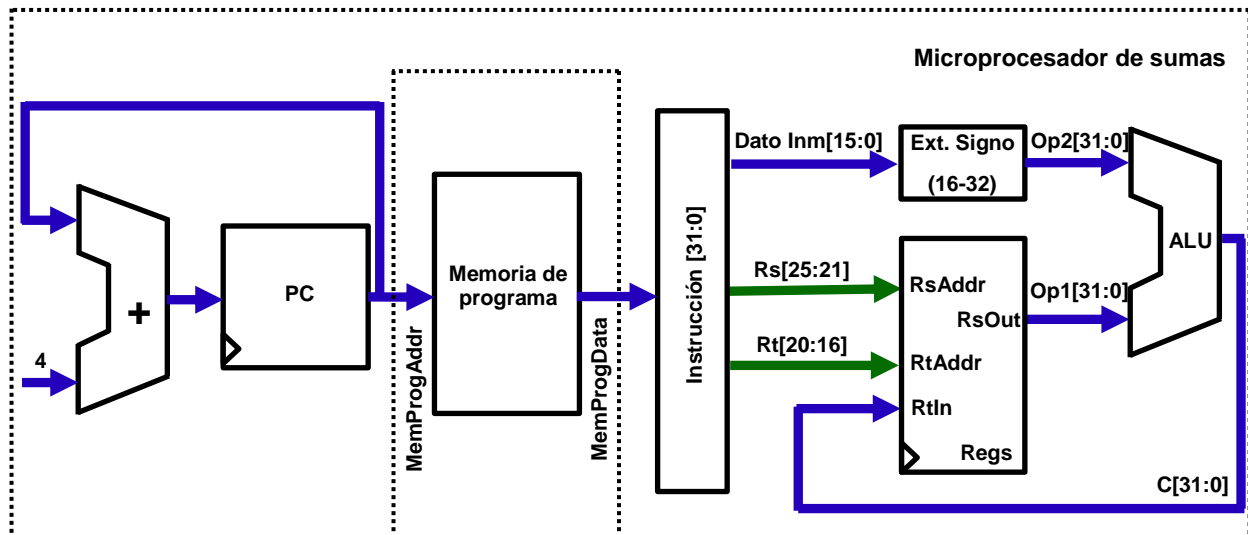 Microprocesador de sumas
4
+
PC
MemProgAddr
Memoria de
programa
MemProgData
Instrucción [31:0]
Dato Inm[15:0]
Ext. Signo
(16-32)
Op2[31:0]
ALU
Rs[25:21]
RsAddr
RsOut
Op1[31:0]
Rt[20:16]
RtAddr
RtIn
Regs
C[31:0]